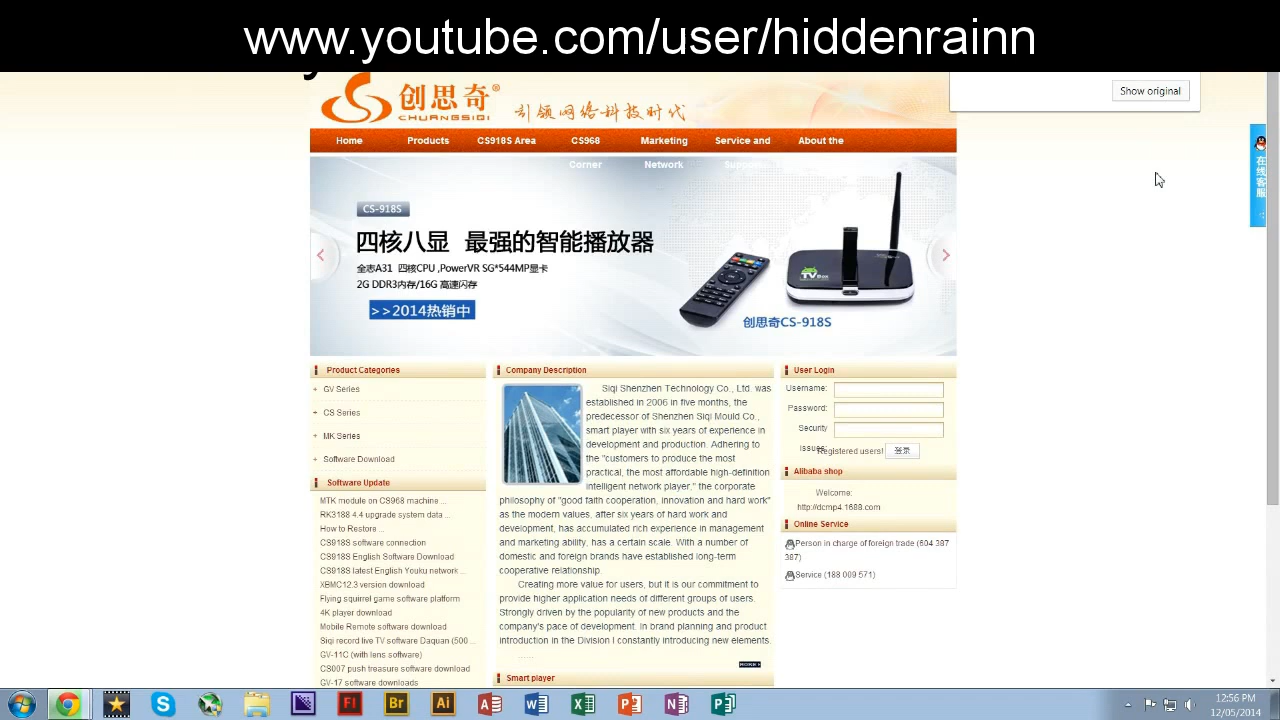 www.youtube.com/user/hiddenrainn
Show original
创思奇®
CHUANGSIQI
引领网络科技时代
Home Products CS918S Area CS968 Marketing Service and About the
Corner Network Support
在线客服
CS-918S
四核八显 最强的智能播放器
全志A31 四核CPU ,PowerVR SG*544MP显卡
2G DDR3内存/16G 高速闪存
>>2014热销中
TV Box
创思奇CS-918S
Product Categories
+ GV Series
+ CS Series
+ MK Series
+ Software Download
Software Update
MTK module on CS968 machine ...
RK3188 4.4 upgrade system data ...
How to Restore ...
CS918S software connection
CS918S English Software Download
CS918S latest English Youku network ...
XBMC12.3 version download
Flying squirrel game software platform
4K player download
Mobile Remote software download
Siqi record live TV software Daquan (500 ...
GV-11C (with lens software)
CS007 push treasure software download
GV-17 software downloads
Company Description
Siqi Shenzhen Technology Co., Ltd. was
established in 2006 in five months, the
predecessor of Shenzhen Siqi Mould Co.,
smart player with six years of experience in
development and production. Adhering to
the "customers to produce the most
practical, the most affordable high-definition
intelligent network player," the corporate
philosophy of "good faith cooperation, innovation and hard work"
as the modern values, after six years of hard work and
development, has accumulated rich experience in management
and marketing ability, has a certain scale. With a number of
domestic and foreign brands have established long-term
cooperative relationship.
Creating more value for users, but it is our commitment to
provide higher application needs of different groups of users.
Strongly driven by the popularity of new products and the
company's pace of development. In brand planning and product
introduction in the Division I constantly introducing new elements.
......
MORE
Smart player
User Login
Username:
Password:
Security
Issues:
Registered users! 登录
Alibaba shop
Welcome:
http://dcmp4.1688.com
Online Service
Person in charge of foreign trade (604 387
387)
Service (188 009 571)
12:56 PM
12/05/2014